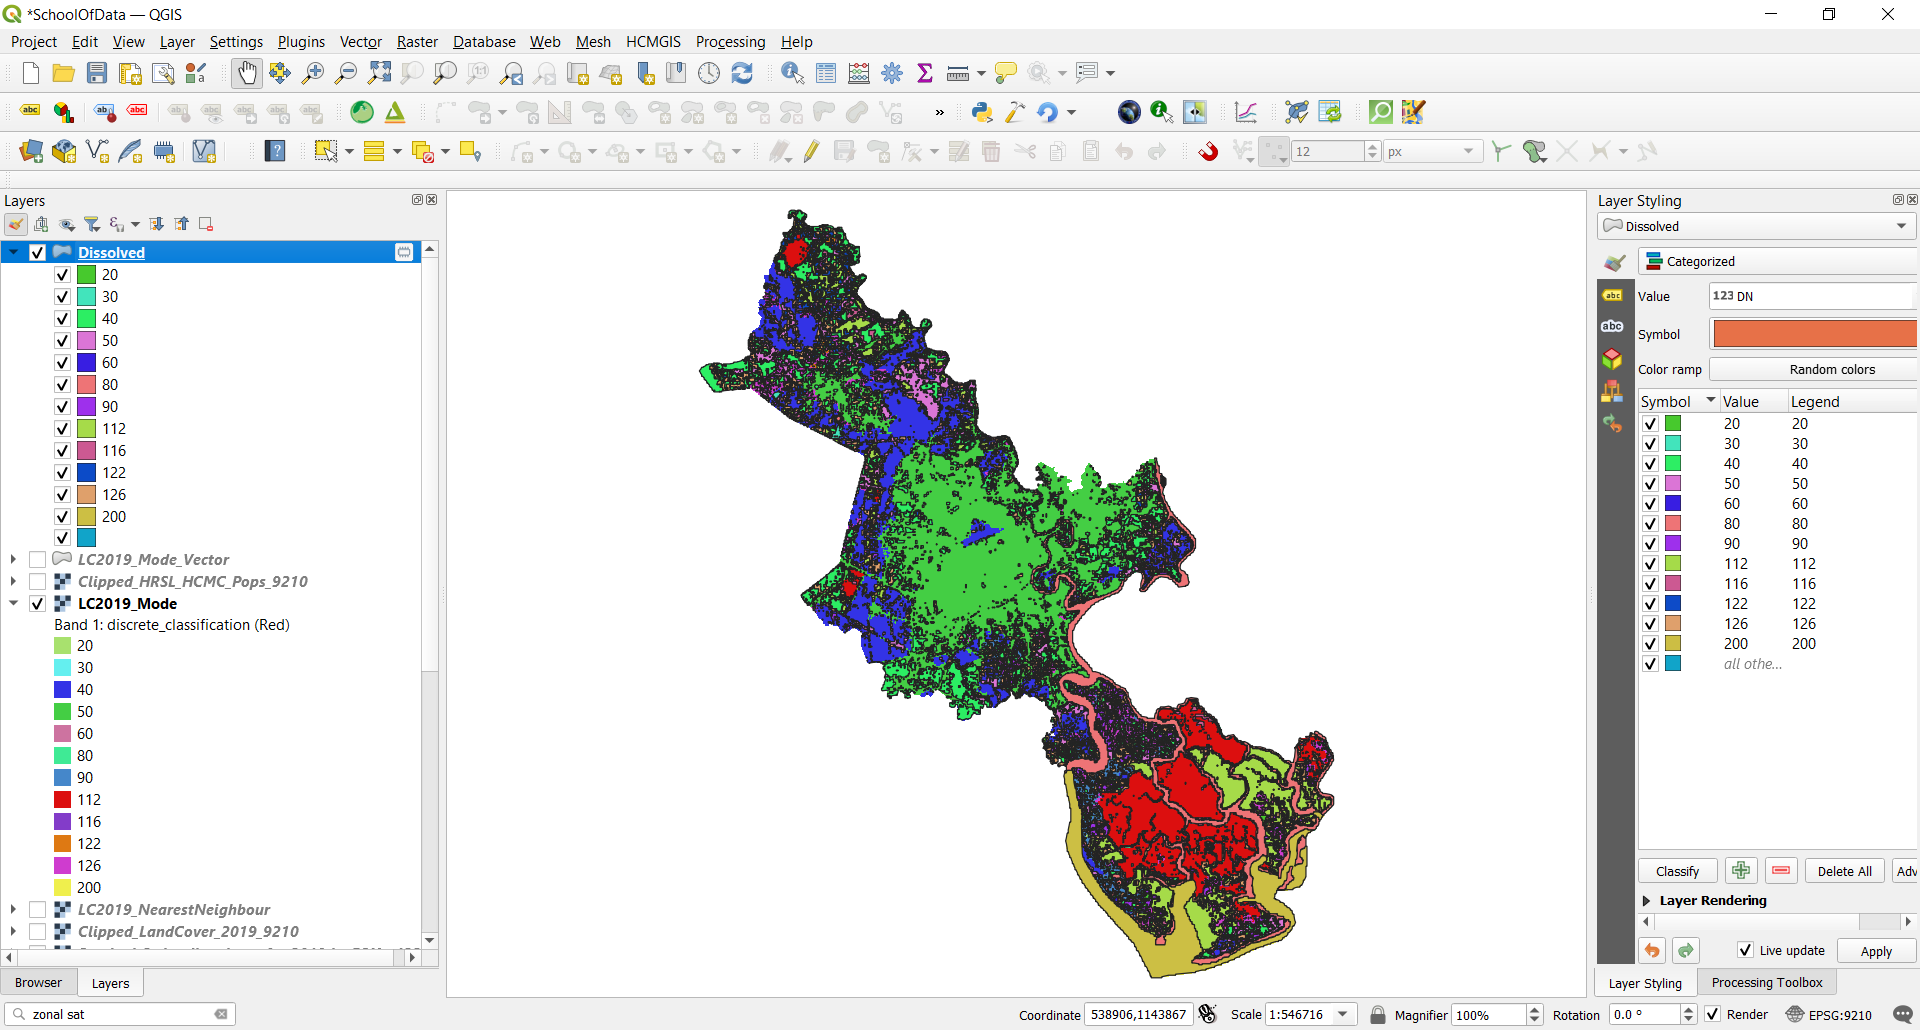 *SchoolOfData — QGIS
Project Edit View Layer Settings Plugins Vector Raster Database Web Mesh HCMGIS Processing Help
12 px
Layers
Dissolved
20
30
40
50
60
80
90
112
116
122
126
200
LC2019_Mode_Vector
Clipped_HRSL_HCMC_Pops_9210
LC2019_Mode
Band 1: discrete_classification (Red)
20
30
40
50
60
80
90
112
116
122
126
200
LC2019_NearestNeighbour
Clipped_LandCover_2019_9210
Browser Layers
zonal sat
Layer Styling
Dissolved
Categorized
Value 123 DN
Symbol
Color ramp Random colors
Symbol Value Legend
20 20
30 30
40 40
50 50
60 60
80 80
90 90
112 112
116 116
122 122
126 126
200 200
all othe...
Classify Delete All Adv
Layer Rendering
Live update Apply
Layer Styling Processing Toolbox
Coordinate 538906,1143867 Scale 1:546716 Magnifier 100% Rotation 0.0 ° Render EPSG:9210